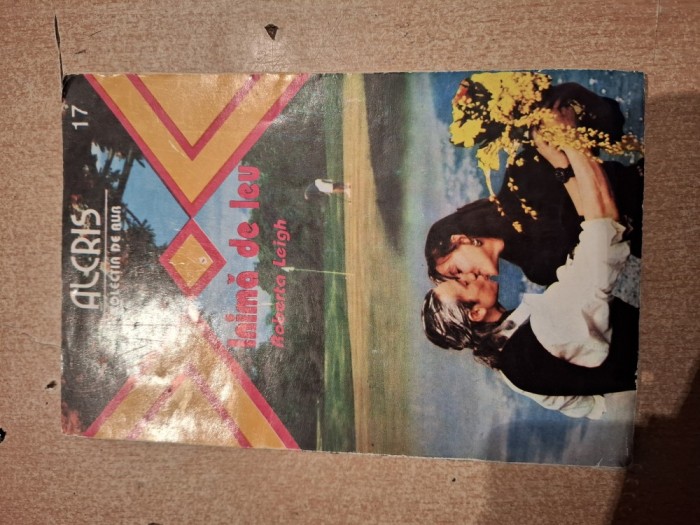 17
ALCRIS
COLECȚIA DE AUR
Inimă de leu
Roberta Leigh